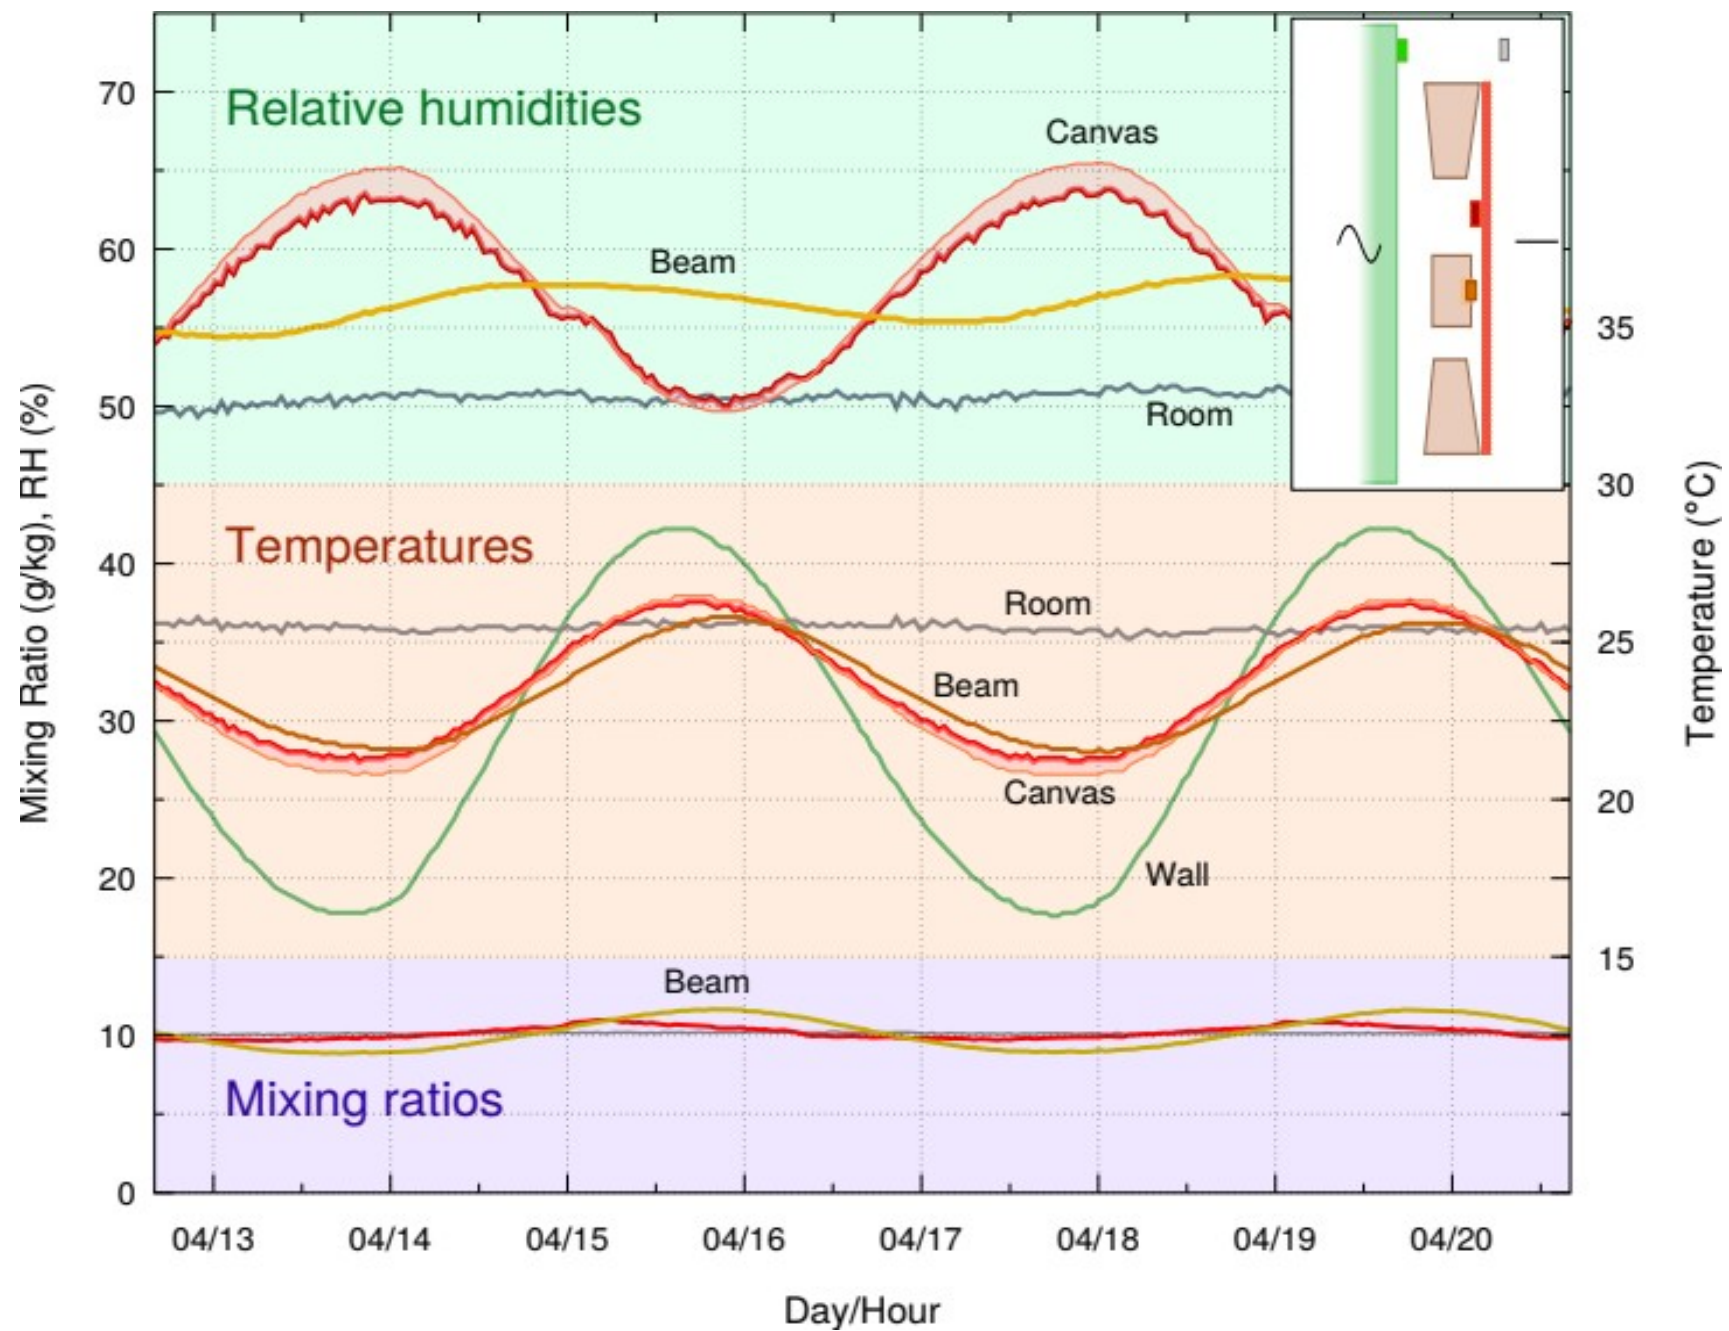 Relative humidities
Canvas
Beam
Room
Temperatures
Room
Beam
Canvas
Wall
Beam
Mixing ratios
70
60
50
40
30
20
10
0
35
30
25
20
15
Mixing Ratio (g/kg), RH (%)
Temperature (°C)
04/13 04/14 04/15 04/16 04/17 04/18 04/19 04/20
Day/Hour